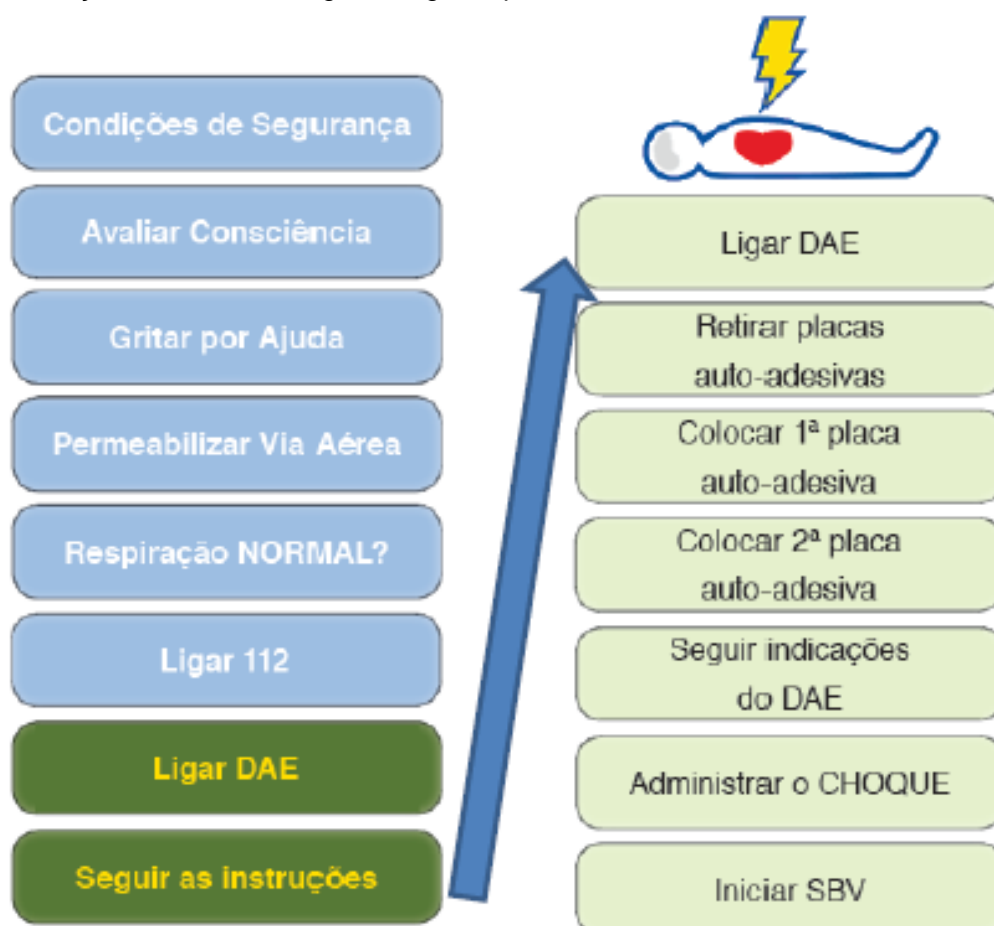 Condições de Segurança
Avaliar Consciência
Gritar por Ajuda
Permeabilizar Via Aérea
Respiração NORMAL?
Ligar 112
Ligar DAE
Seguir as instruções
Ligar DAE
Retirar placas
auto-adesivas
Colocar 1ª placa
auto-adesiva
Colocar 2ª placa
auto-adesiva
Seguir indicações
do DAE
Administrar o CHOQUE
Iniciar SBV